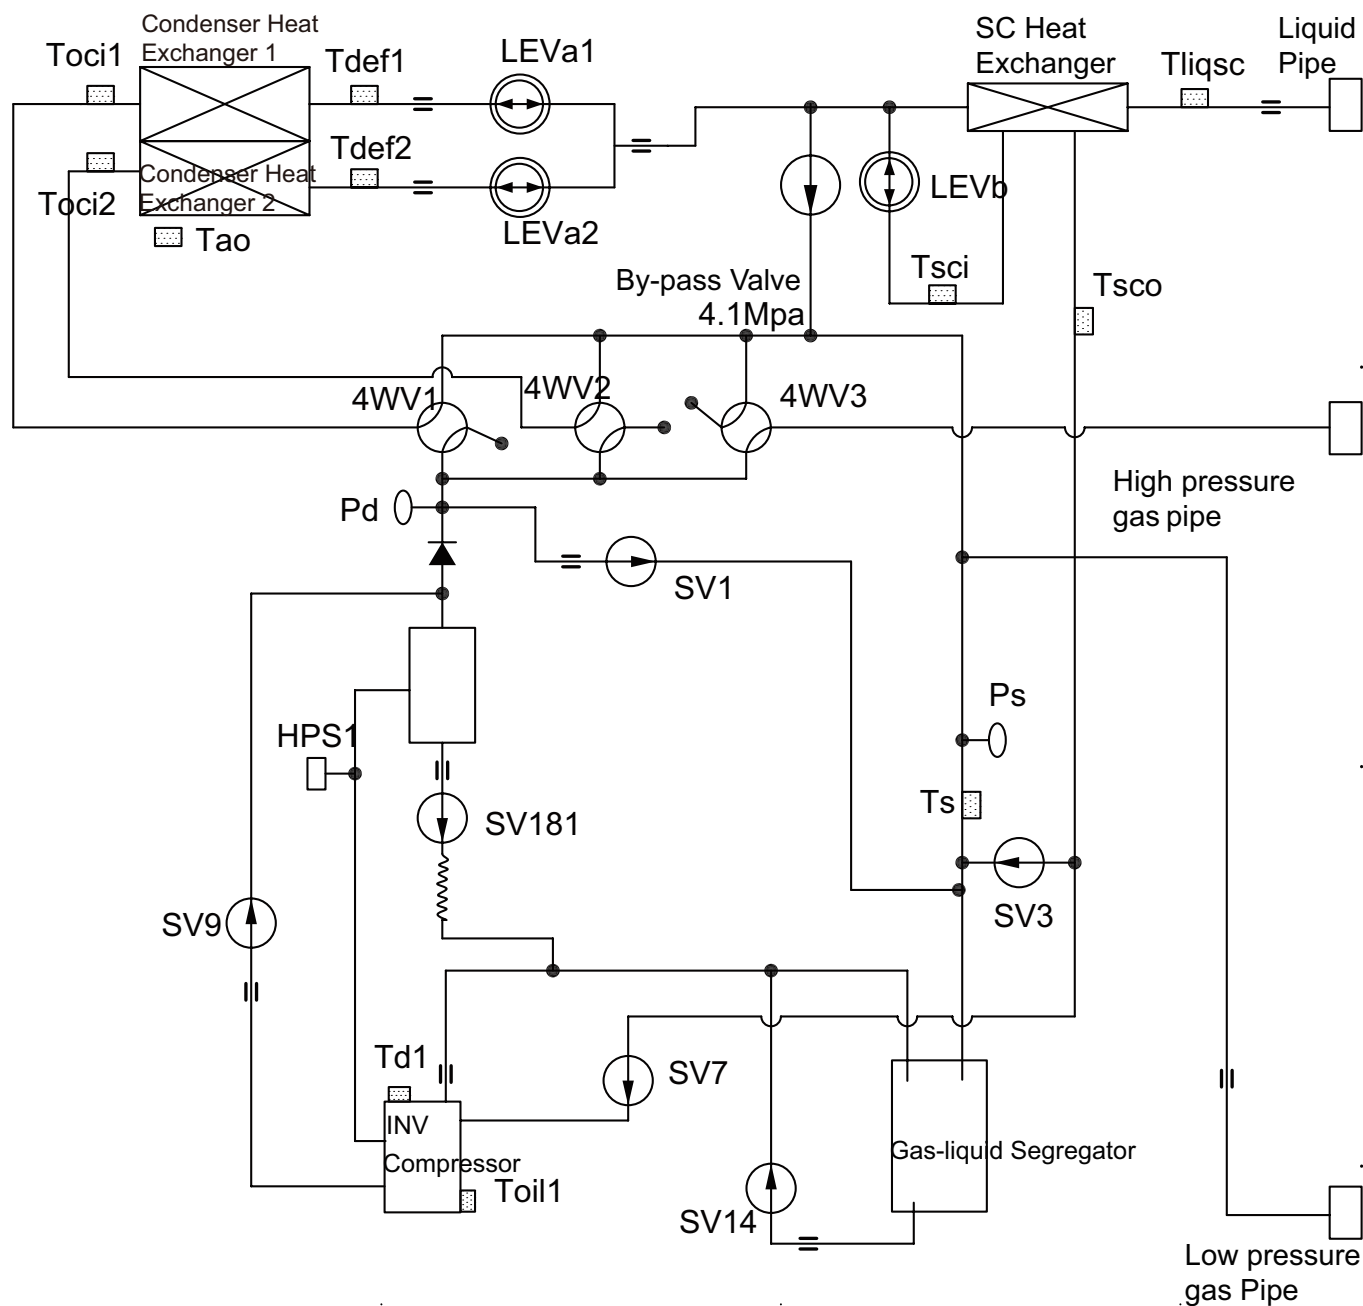 Condenser Heat
Exchanger 1
Toci1
Tdef1
LEVa1
SC Heat
Exchanger
Liquid
Pipe
Tliqsc
Tdef2
Condenser Heat
Exchanger 2
Toci2
Tao
LEVa2
LEVb
By-pass Valve
4.1Mpa
Tsci
Tsco
4WV1
4WV2
4WV3
High pressure
gas pipe
Pd
SV1
HPS1
Ps
Ts
SV181
SV9
SV3
Td1
SV7
INV
Compressor
Toil1
Gas-liquid Segregator
SV14
Low pressure
gas Pipe